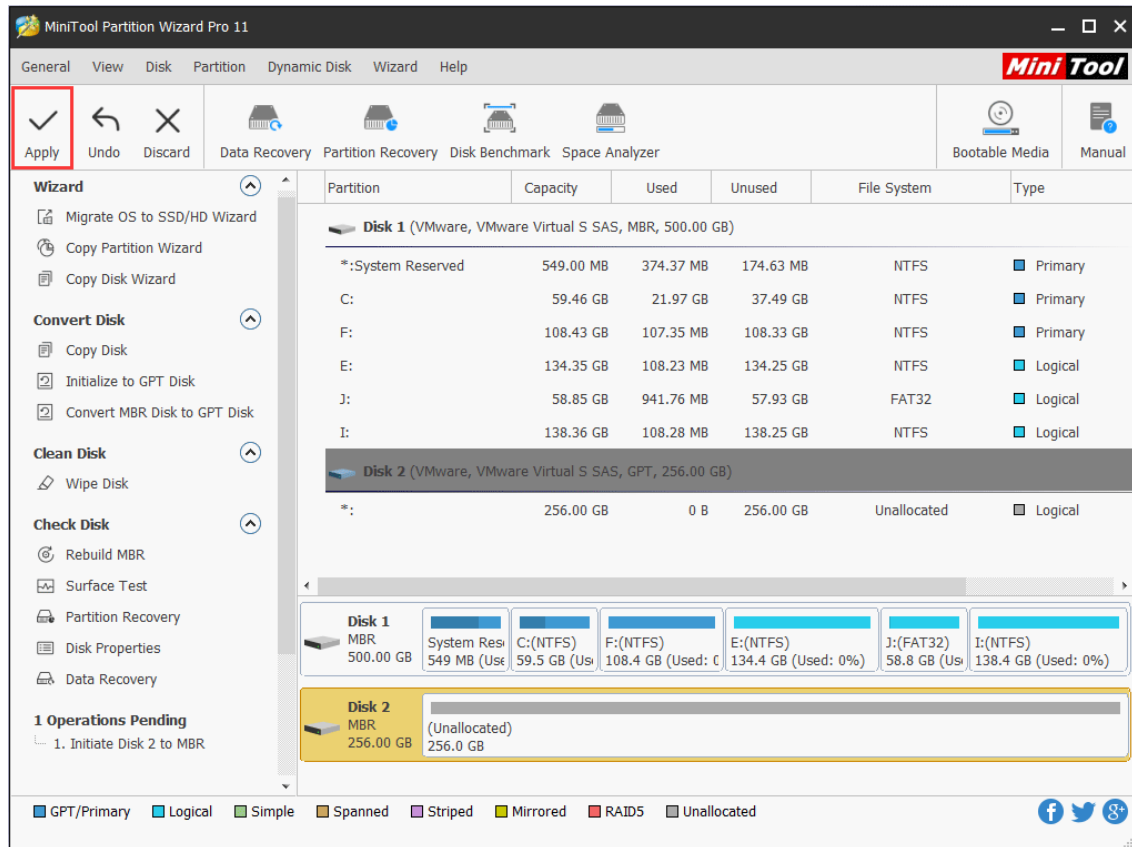 MiniTool Partition Wizard Pro 11
General View Disk Partition Dynamic Disk Wizard Help
Mini Tool
Apply Undo Discard Data Recovery Partition Recovery Disk Benchmark Space Analyzer Bootable Media Manual
Wizard
Migrate OS to SSD/HD Wizard
Copy Partition Wizard
Copy Disk Wizard
Convert Disk
Copy Disk
Initialize to GPT Disk
Convert MBR Disk to GPT Disk
Clean Disk
Wipe Disk
Check Disk
Rebuild MBR
Surface Test
Partition Recovery
Disk Properties
Data Recovery
1 Operations Pending
1. Initiate Disk 2 to MBR
Partition Capacity Used Unused File System Type
Disk 1 (VMware, VMware Virtual S SAS, MBR, 500.00 GB)
*:System Reserved 549.00 MB 374.37 MB 174.63 MB NTFS Primary
C: 59.46 GB 21.97 GB 37.49 GB NTFS Primary
F: 108.43 GB 107.35 MB 108.33 GB NTFS Primary
E: 134.35 GB 108.23 MB 134.25 GB NTFS Logical
J: 58.85 GB 941.76 MB 57.93 GB FAT32 Logical
I: 138.36 GB 108.28 MB 138.25 GB NTFS Logical
Disk 2 (VMware, VMware Virtual S SAS, GPT, 256.00 GB)
*: 256.00 GB 0 B 256.00 GB Unallocated Logical
Disk 1
MBR
500.00 GB
System Rese
549 MB (Use
C:(NTFS)
59.5 GB (Us
F:(NTFS)
108.4 GB (Used: 
E:(NTFS)
134.4 GB (Used: 0%)
J:(FAT32)
58.8 GB (Us
I:(NTFS)
138.4 GB (Used: 0%)
Disk 2
MBR
256.00 GB
(Unallocated)
256.0 GB
GPT/Primary Logical Simple Spanned Striped Mirrored RAID5 Unallocated